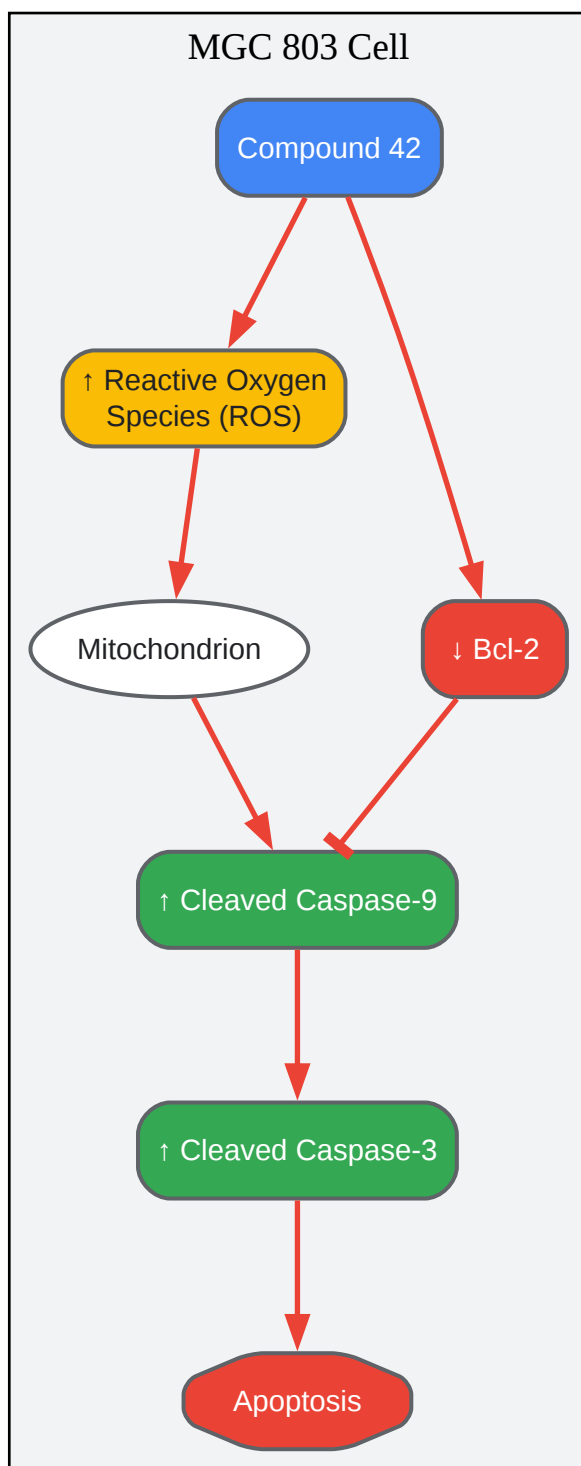 MGC 803 Cell
Compound 42
↑ Reactive Oxygen
Species (ROS)
Mitochondrion
↓ Bcl-2
↑ Cleaved Caspase-9
↑ Cleaved Caspase-3
Apoptosis